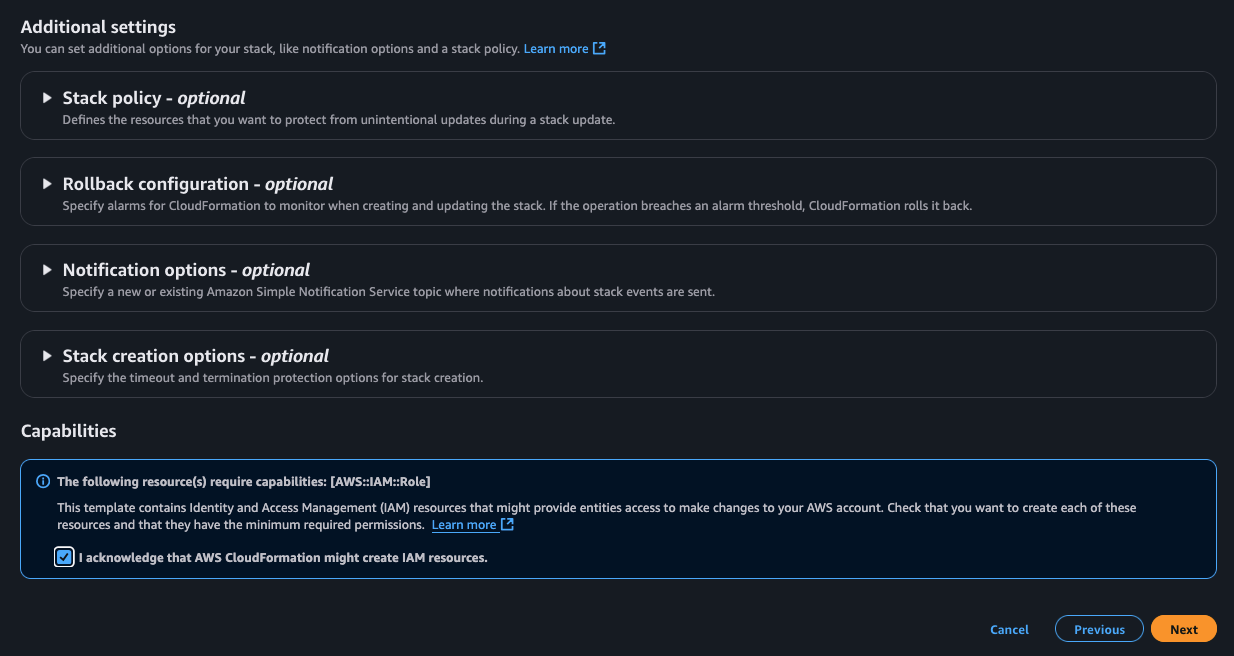 Additional settings
You can set additional options for your stack, like notification options and a stack policy. Learn more
Stack policy - optional
Defines the resources that you want to protect from unintentional updates during a stack update.
Rollback configuration - optional
Specify alarms for CloudFormation to monitor when creating and updating the stack. If the operation breaches an alarm threshold, CloudFormation rolls it back.
Notification options - optional
Specify a new or existing Amazon Simple Notification Service topic where notifications about stack events are sent.
Stack creation options - optional
Specify the timeout and termination protection options for stack creation.
Capabilities
The following resource(s) require capabilities: [AWS::IAM::Role]
This template contains Identity and Access Management (IAM) resources that might provide entities access to make changes to your AWS account. Check that you want to create each of these
resources and that they have the minimum required permissions. Learn more
I acknowledge that AWS CloudFormation might create IAM resources.
Cancel Previous Next